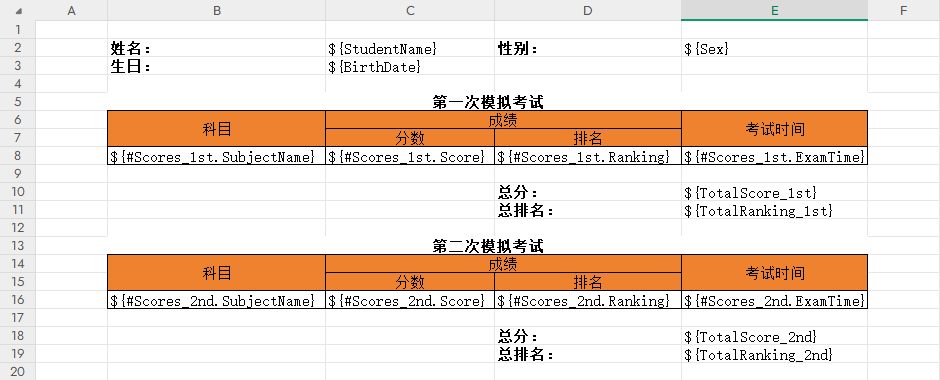 A B C D E F
1
2 姓名： ${StudentName} 性别： ${Sex}
3 生日： ${BirthDate}
4
5 第一次模拟考试
6 科目 成绩 考试时间
7 分数 排名
8 ${#Scores_1st.SubjectName} ${#Scores_1st.Score} ${#Scores_1st.Ranking} ${#Scores_1st.ExamTime}
9
10 总分： ${TotalScore_1st}
11 总排名： ${TotalRanking_1st}
12
13 第二次模拟考试
14 科目 成绩 考试时间
15 分数 排名
16 ${#Scores_2nd.SubjectName} ${#Scores_2nd.Score} ${#Scores_2nd.Ranking} ${#Scores_2nd.ExamTime}
17
18 总分： ${TotalScore_2nd}
19 总排名： ${TotalRanking_2nd}
20